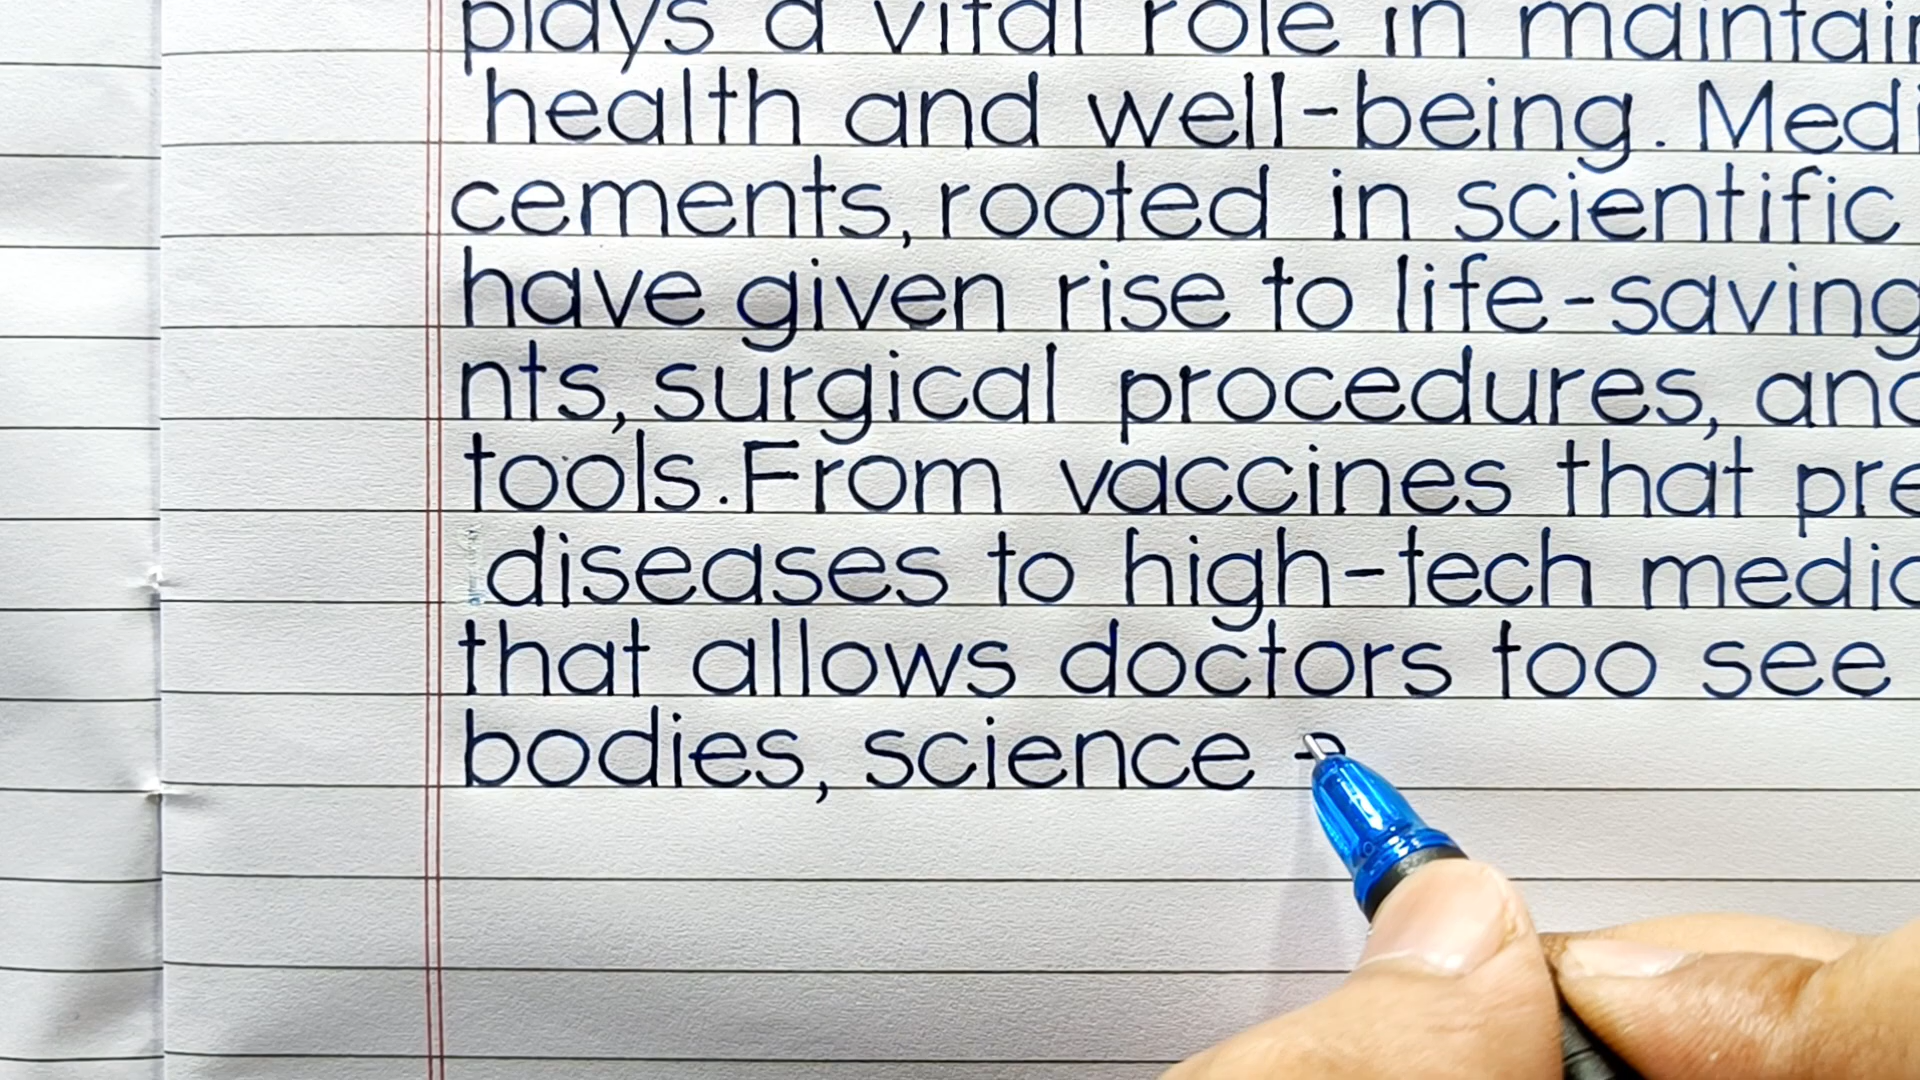 plays a vital role in maintain
health and well-being. Medi
cements, rooted in scientific
have given rise to life-saving
nts, surgical procedures, and
tools. From vaccines that pre
diseases to high-tech medic
that allows doctors too see
bodies, science